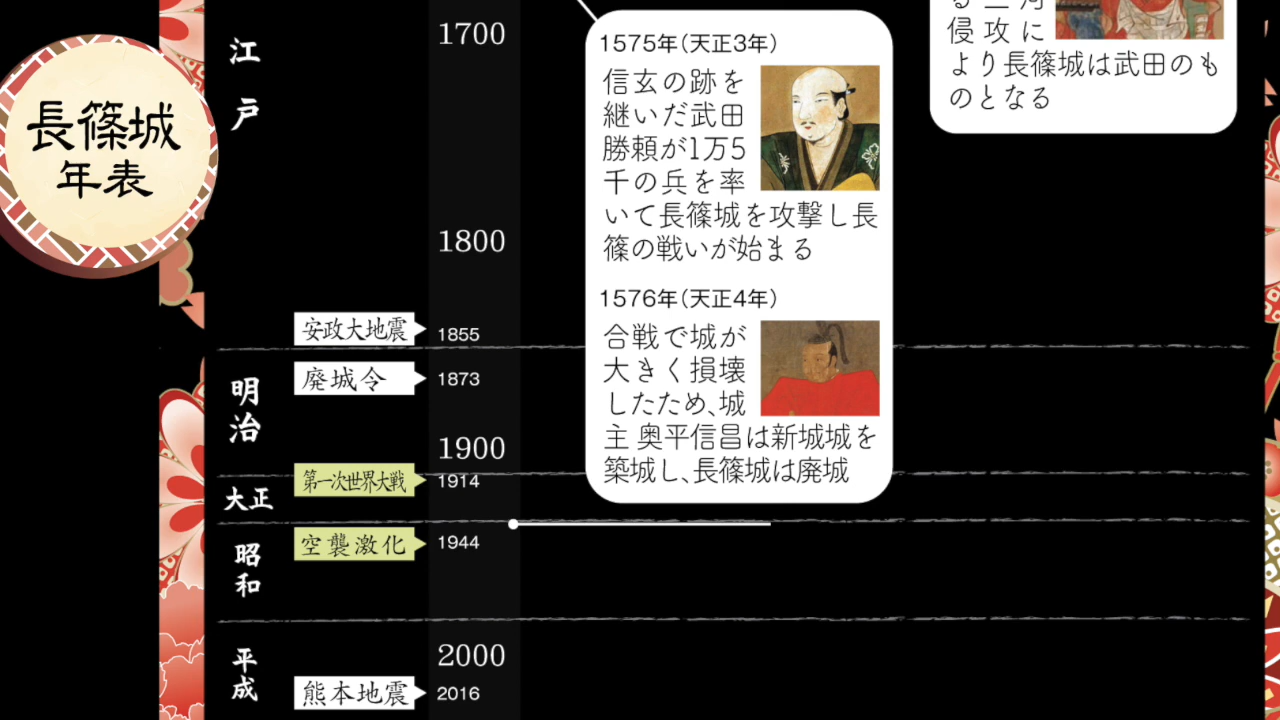 長篠城
年表
江戸
1700
1800
安政大地震
1855
明治
廃城令
1873
1900
第一次世界大戦
1914
大正
空襲激化
1944
昭和
2000
平成
熊本地震
2016
1575年(天正3年)
信玄の跡を
継いだ武田
勝頼が1万5
千の兵を率
いて長篠城を攻撃し長
篠の戦いが始まる
1576年(天正4年)
合戦で城が
大きく損壊
したため、城
主 奥平信昌は新城城を
築城し、長篠城は廃城
侵攻に
より長篠城は武田のも
のとなる